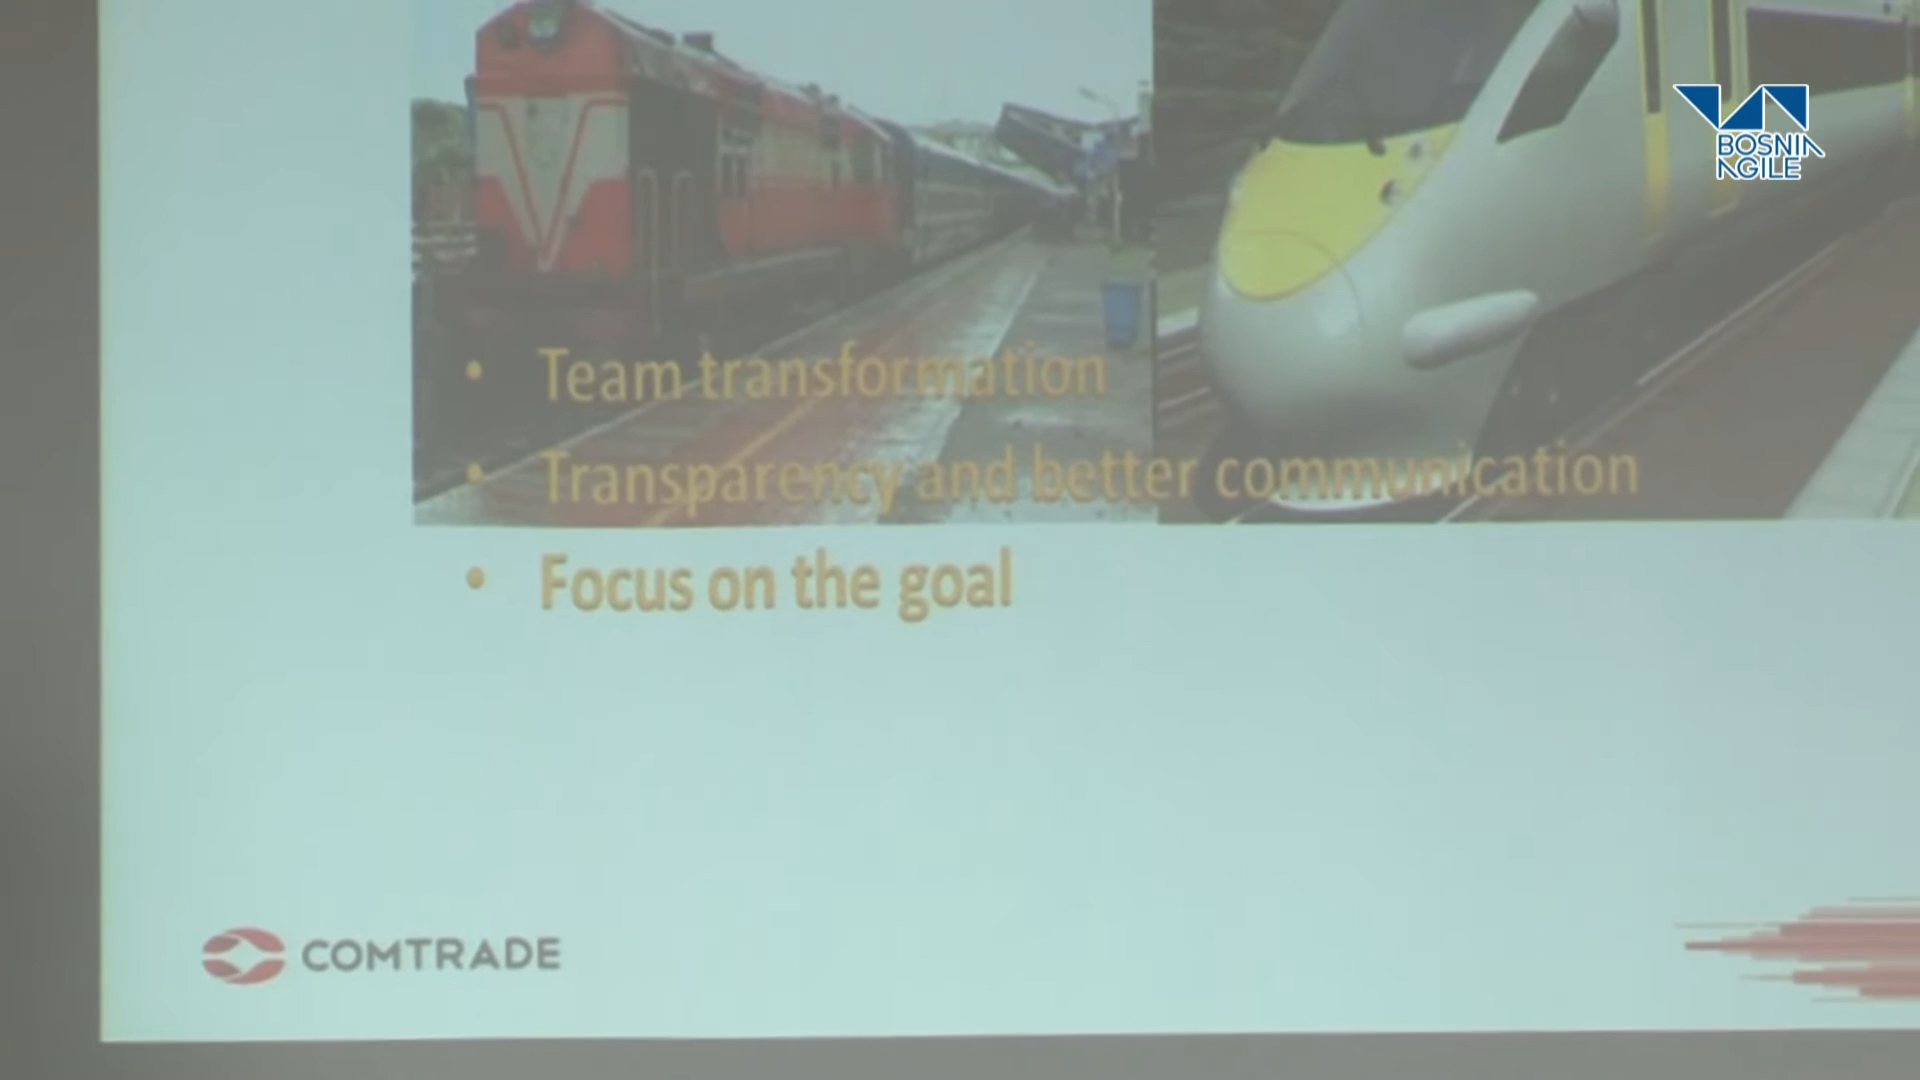 BOSNIA
AGILE
• Team transformation
• Transparency and better communication
• Focus on the goal
COMTRADE